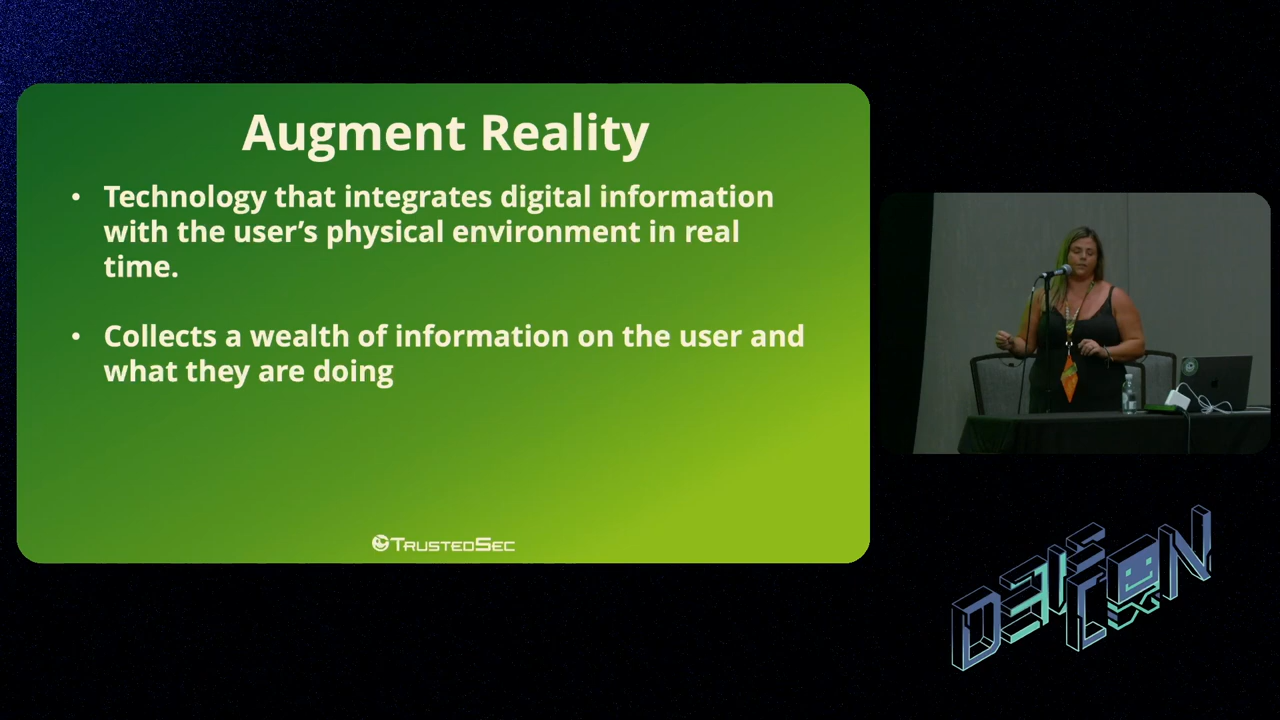 Augment Reality
• Technology that integrates digital information
with the user’s physical environment in real
time.
• Collects a wealth of information on the user and
what they are doing
TRUSTEDSEC
DEF CON